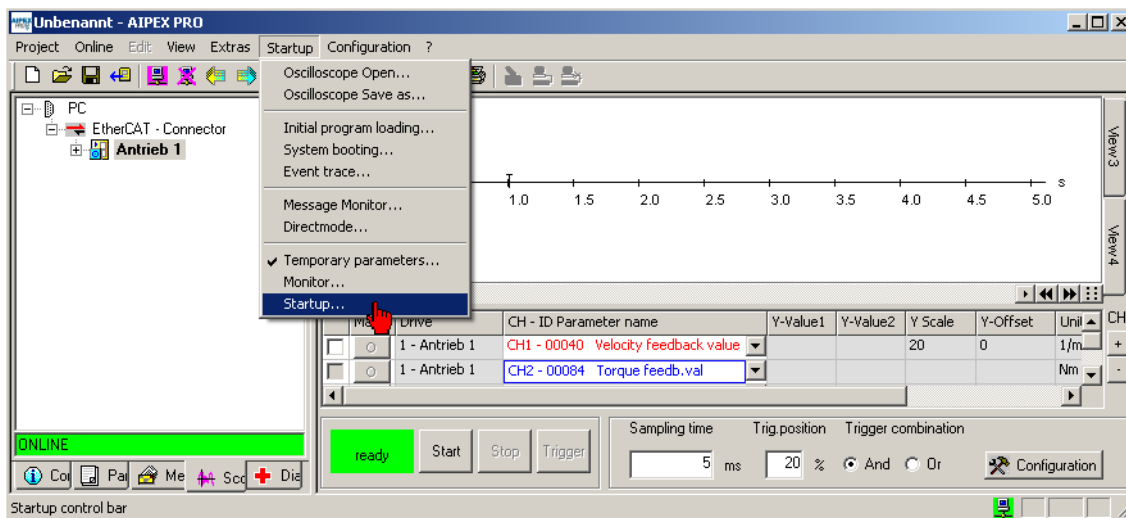 Unbenannt - AIPEX PRO
Project Online Edit View Extras Startup Configuration ?
Oscilloscope Open...
Oscilloscope Save as...
Initial program loading...
System booting...
Event trace...
Message Monitor...
Directmode...
Temporary parameters...
Monitor...
Startup...
PC
EtherCAT - Connector
Antrieb 1
1.0 1.5 2.0 2.5 3.0 3.5 4.0 4.5 5.0 s
View3
View4
Drive CH - ID Parameter name Y-Value1 Y-Value2 Y Scale Y-Offset CH
1 - Antrieb 1 CH1 - 00040 Velocity feedback value 20 0 1/m +
1 - Antrieb 1 CH2 - 00084 Torque feedb.val Nm -
ONLINE
Co Pa Me Sco Dia
ready Start Stop Trigger
Sampling time Trig.position Trigger combination
5 ms 20 % And Or Configuration
Startup control bar